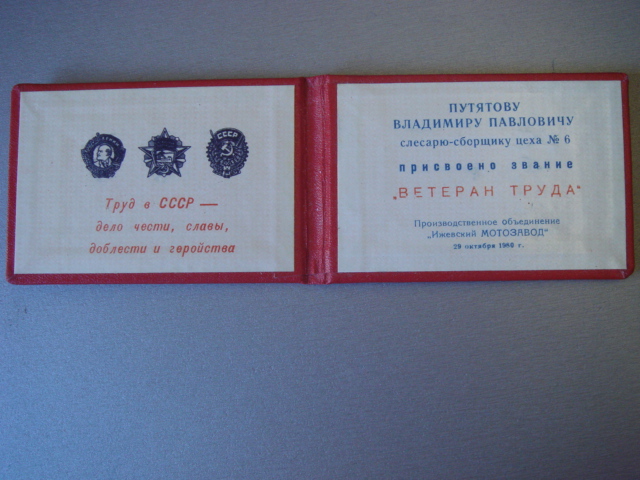 СССР
Труд в СССР —
дело чести, славы,
доблести и геройства
ПУТЯТОВУ
ВЛАДИМИРУ ПАВЛОВИЧУ
слесарю-сборщику цеха № 6
присвоено звание
„ВЕТЕРАН ТРУДА"
Производственное объединение
„Ижевский МОТОЗАВОД"
29 октября г.